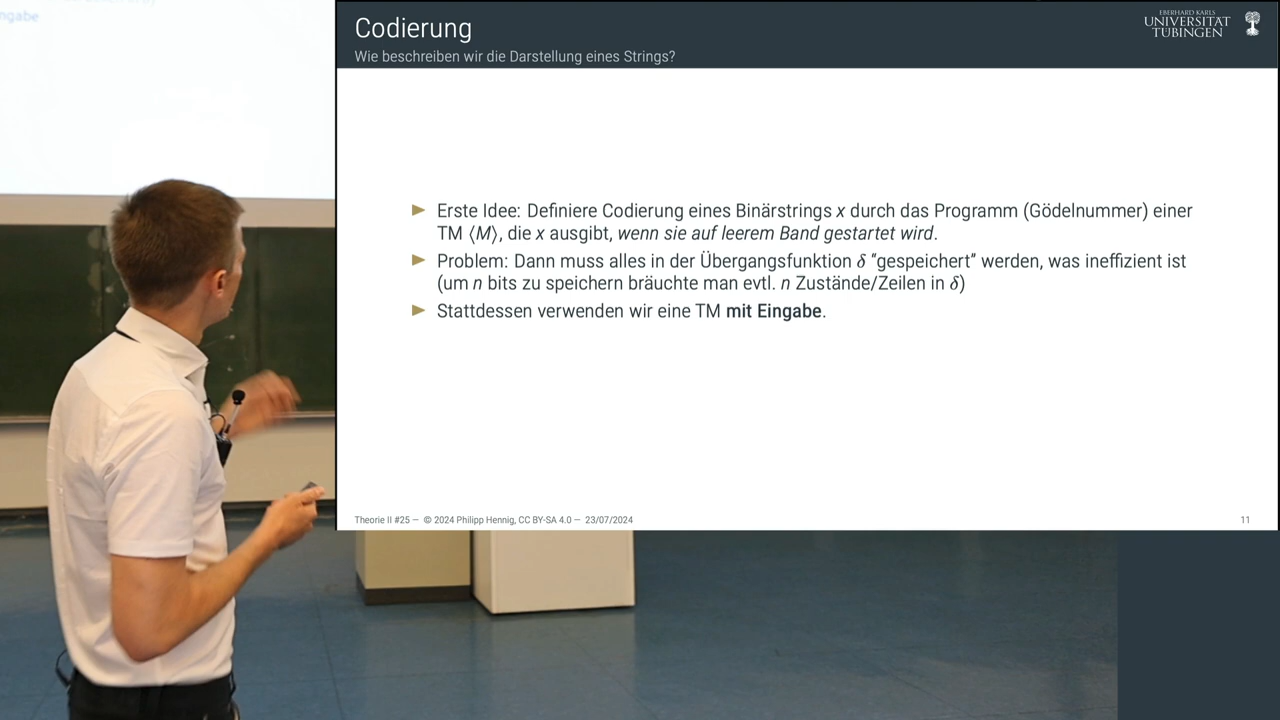 ngabe
Codierung
Wie beschreiben wir die Darstellung eines Strings?
EBERHARD KARLS
UNIVERSITÄT
TÜBINGEN
► Erste Idee: Definiere Codierung eines Binärstrings x durch das Programm (Gödelnummer) einer
TM ⟨M⟩, die x ausgibt, wenn sie auf leerem Band gestartet wird.
► Problem: Dann muss alles in der Übergangsfunktion δ “gespeichert” werden, was ineffizient ist
(um n bits zu speichern bräuchte man evtl. n Zustände/Zeilen in δ)
► Stattdessen verwenden wir eine TM mit Eingabe.
Theorie II #25 — © 2024 Philipp Hennig, CC BY-SA 4.0 — 23/07/2024
11